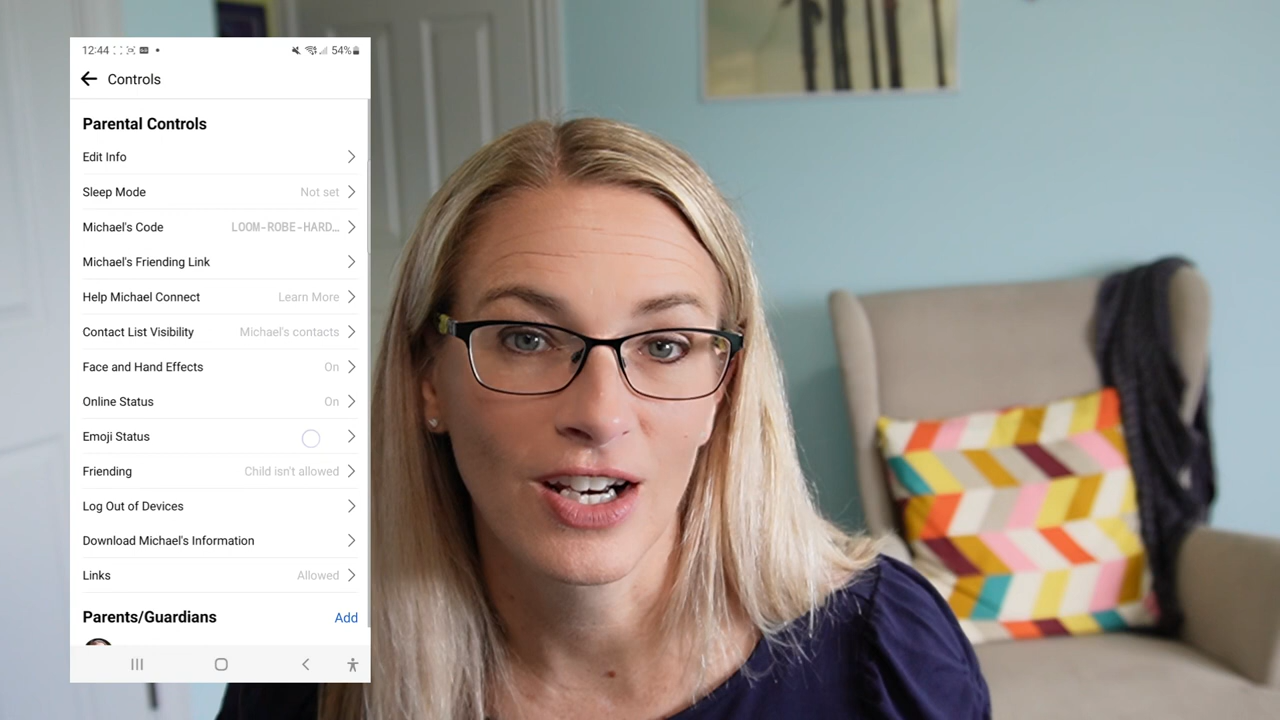 12:44 54%
Controls
Parental Controls
Edit Info
Sleep Mode Not set
Michael's Code LOOM-ROBE-HARD…
Michael's Friending Link
Help Michael Connect Learn More
Contact List Visibility Michael's contacts
Face and Hand Effects On
Online Status On
Emoji Status
Friending Child isn't allowed
Log Out of Devices
Download Michael's Information
Links Allowed
Parents/Guardians Add